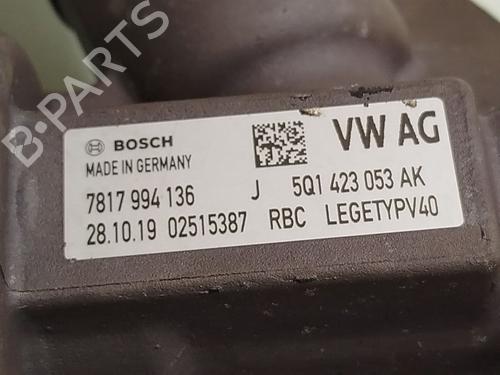 BOSCH
MADE IN GERMANY
VW AG
7817 994 136 J 5Q1 423 053 AK
28.10.19 02515387 RBC LEGETYPV40
B-PARTS